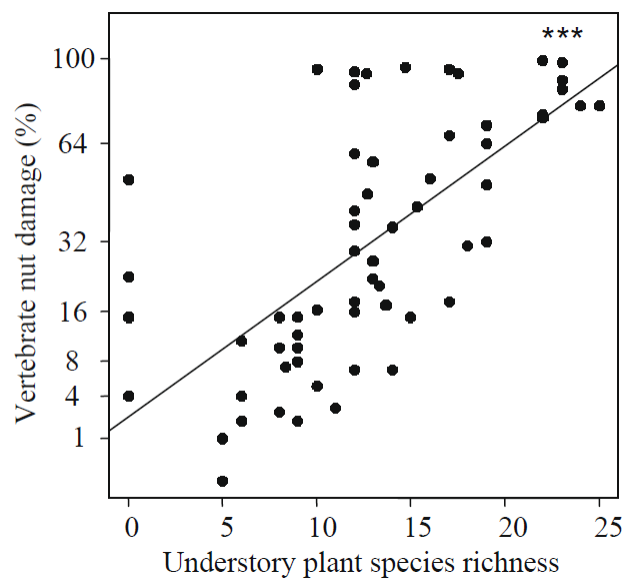 ***
Vertebrate nut damage (%)
100
64
32
16
8
4
1
0 5 10 15 20 25
Understory plant species richness